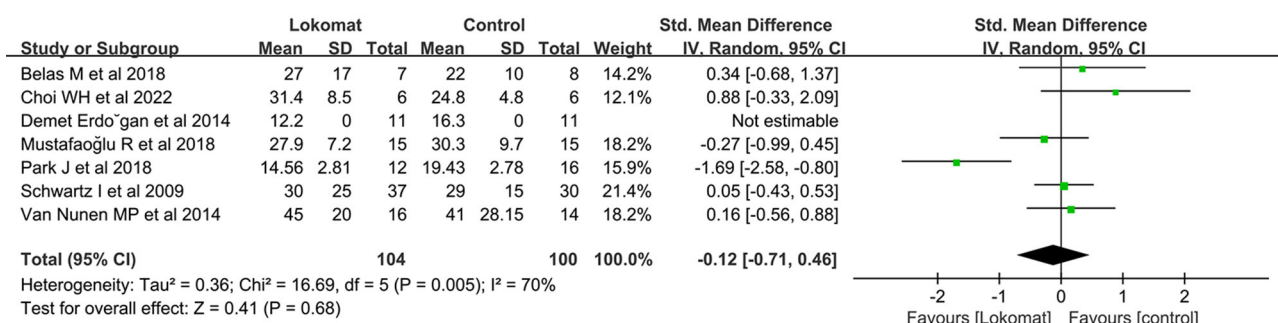 Lokomat Control Std. Mean Difference Std. Mean Difference
Study or Subgroup Mean SD Total Mean SD Total Weight IV, Random, 95% CI IV, Random, 95% CI
Belas M et al 2018 27 17 7 22 10 8 14.2% 0.34 [-0.68, 1.37]
Choi WH et al 2022 31.4 8.5 6 24.8 4.8 6 12.1% 0.88 [-0.33, 2.09]
Demet Erdo˘gan et al 2014 12.2 0 11 16.3 0 11 Not estimable
Mustafaoğlu R et al 2018 27.9 7.2 15 30.3 9.7 15 18.2% -0.27 [-0.99, 0.45]
Park J et al 2018 14.56 2.81 12 19.43 2.78 16 15.9% -1.69 [-2.58, -0.80]
Schwartz I et al 2009 30 25 37 29 15 30 21.4% 0.05 [-0.43, 0.53]
Van Nunen MP et al 2014 45 20 16 41 28.15 14 18.2% 0.16 [-0.56, 0.88]
Total (95% CI) 104 100 100.0% -0.12 [-0.71, 0.46]
Heterogeneity: Tau² = 0.36; Chi² = 16.69, df = 5 (P = 0.005); I² = 70%
Test for overall effect: Z = 0.41 (P = 0.68)
-2 -1 0 1 2
Favours [Lokomat] Favours [control]